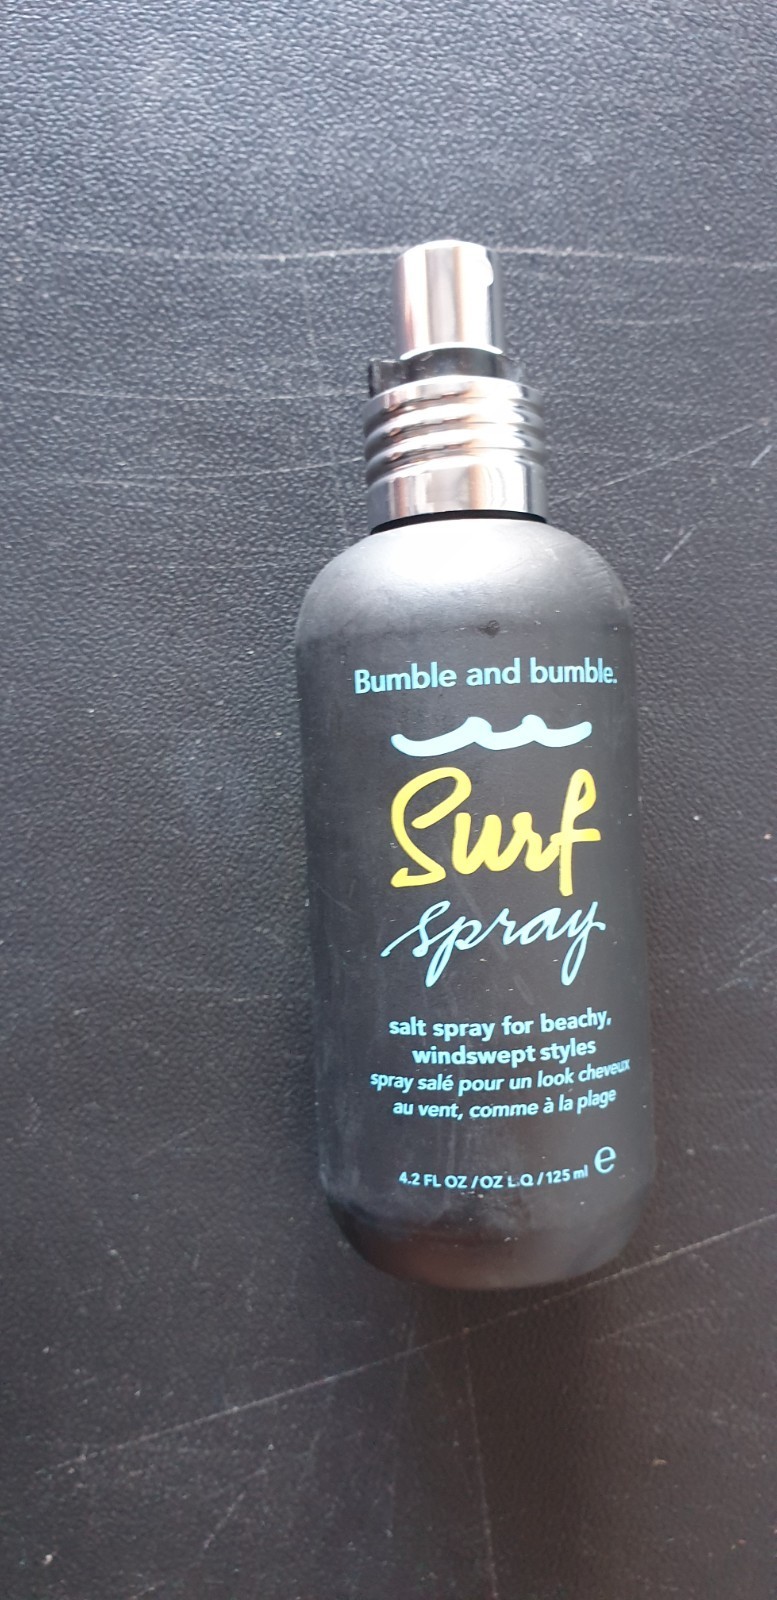 Bumble and bumble.
Surf
spray
salt spray for beachy,
windswept styles
spray salé pour un look cheveux
au vent, comme à la plage
4.2 FL OZ / OZ L.Q / 125 ml e